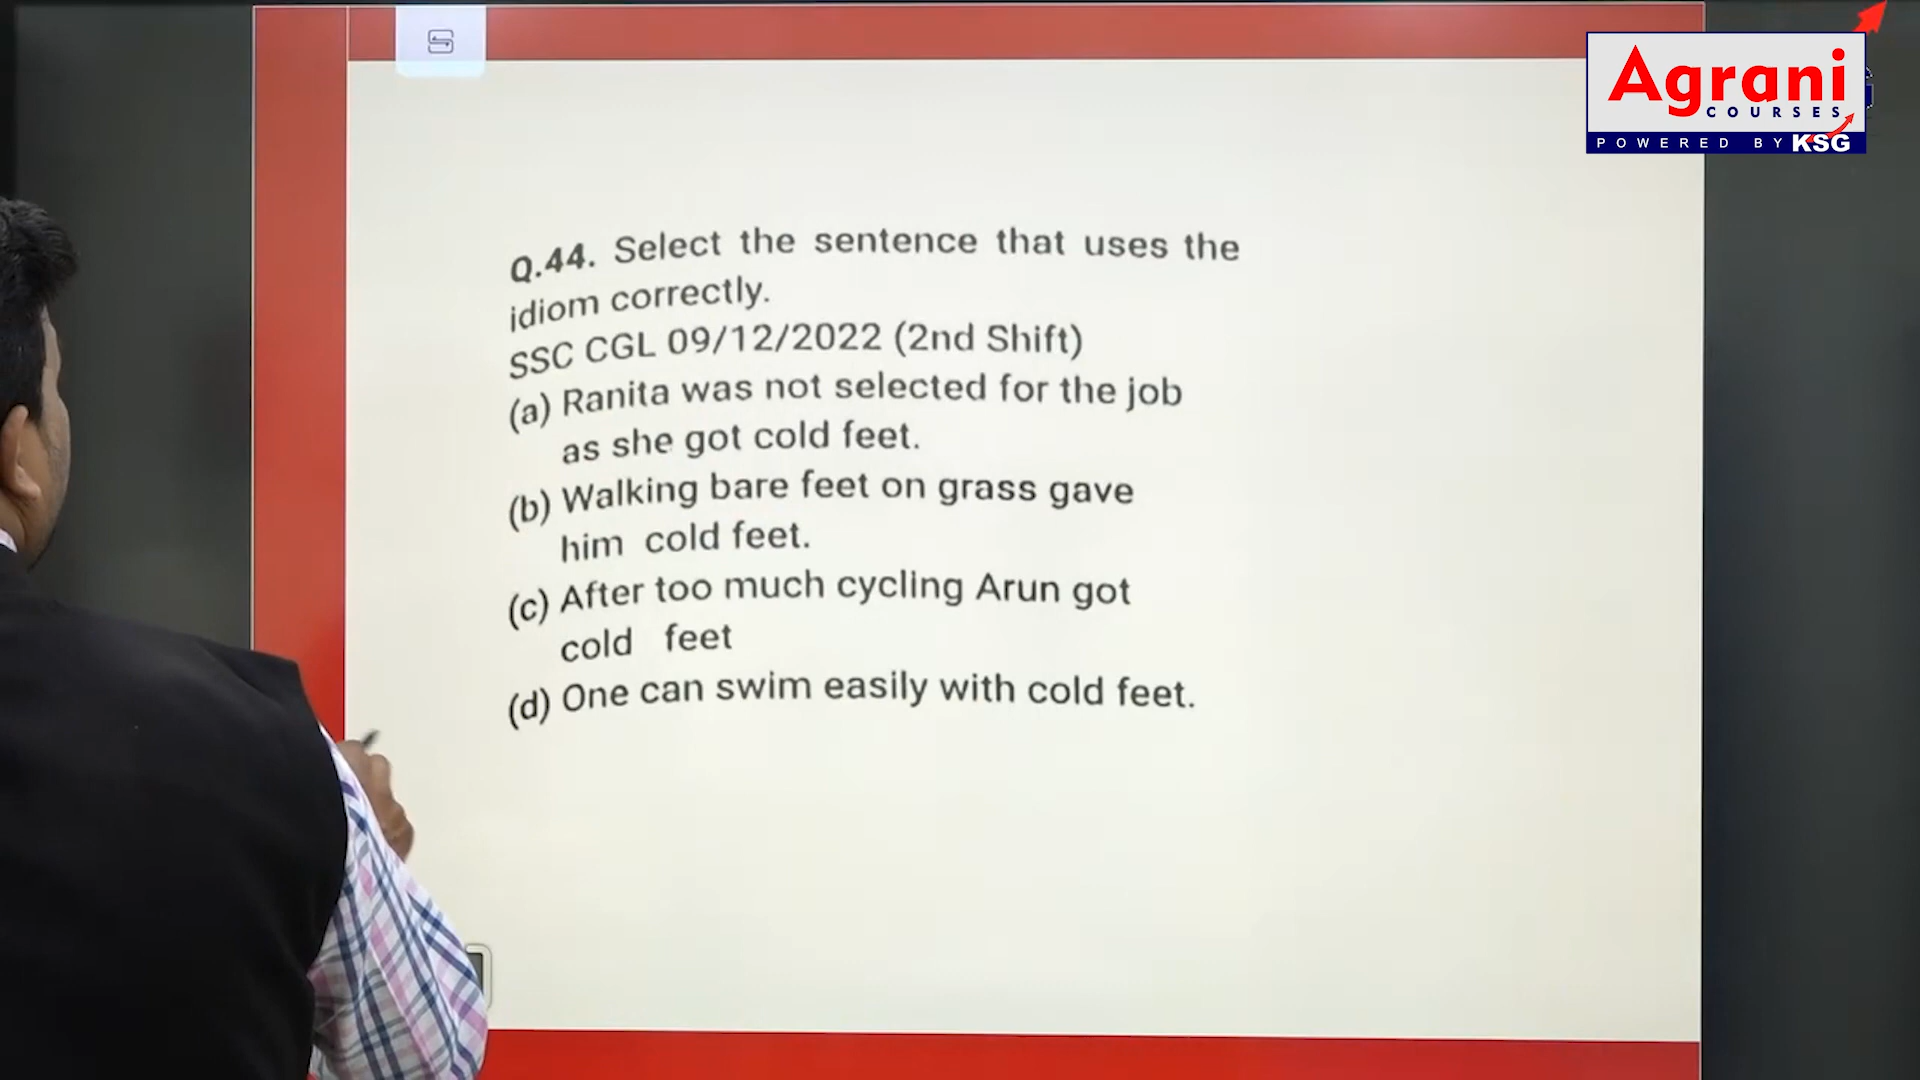 Agrani
COURSES
POWERED BY KSG
Q.44. Select the sentence that uses the
idiom correctly.
SSC CGL 09/12/2022 (2nd Shift)
(a) Ranita was not selected for the job
as she got cold feet.
(b) Walking bare feet on grass gave
him cold feet.
(c) After too much cycling Arun got
cold feet
(d) One can swim easily with cold feet.